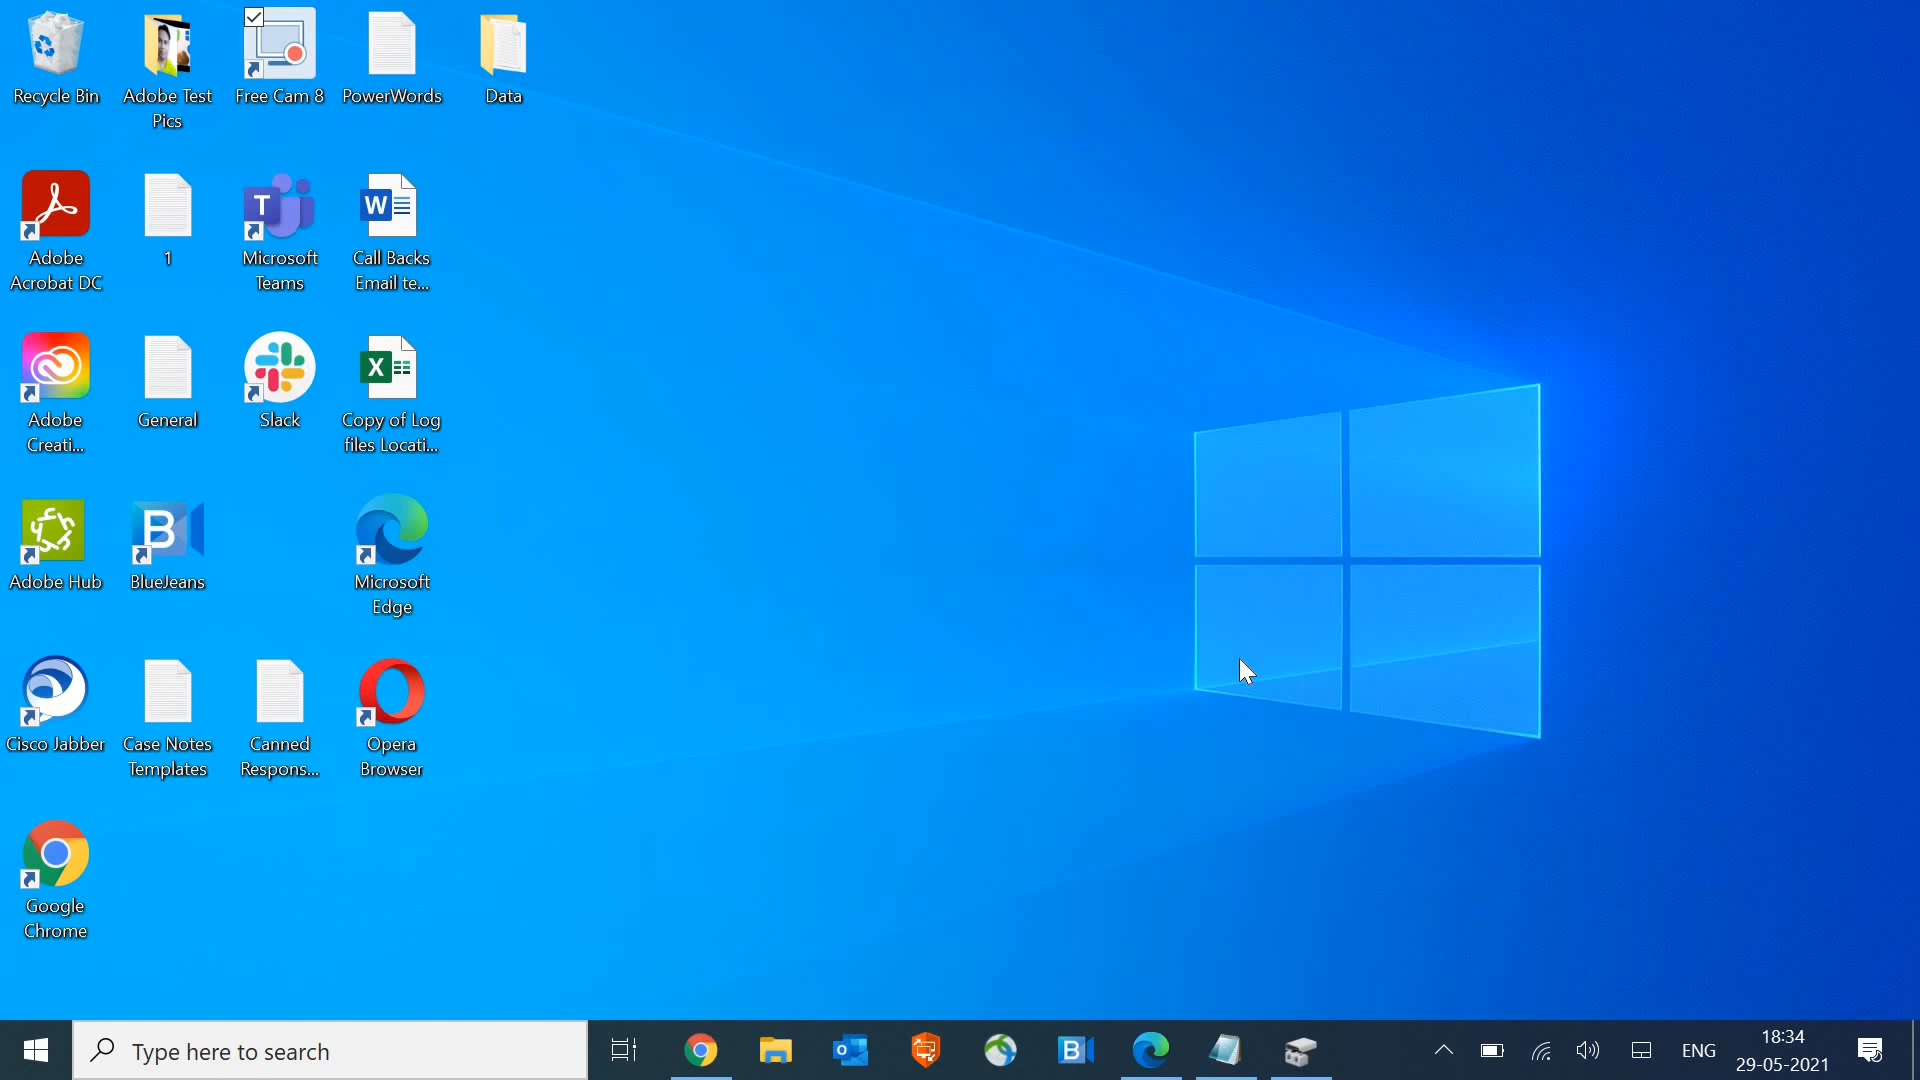 Recycle Bin
Adobe Test
Pics
Free Cam 8
PowerWords
Data
Adobe
Acrobat DC
1
Microsoft
Teams
Call Backs
Email te...
Adobe
Creati...
General
Slack
Copy of Log
files Locati...
Adobe Hub
BlueJeans
Microsoft
Edge
Cisco Jabber
Case Notes
Templates
Canned
Respons...
Opera
Browser
Google
Chrome
Type here to search
ENG
18:34
29-05-2021